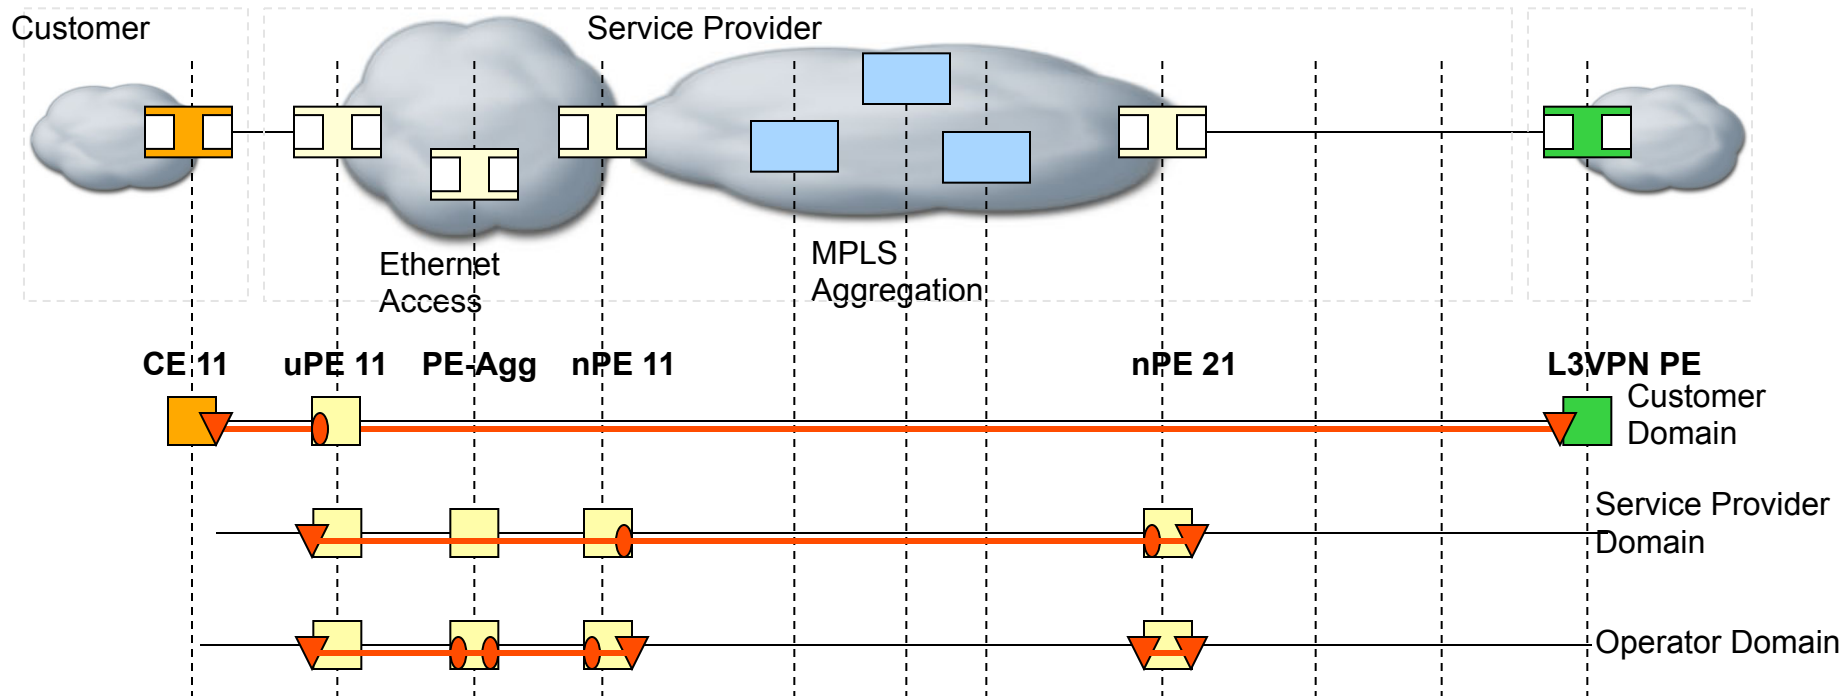 Customer
Service Provider
Ethernet
Access
MPLS
Aggregation
CE 11
uPE 11
PE-Agg
nPE 11
nPE 21
L3VPN PE
Customer
Domain
Service Provider
Domain
Operator Domain